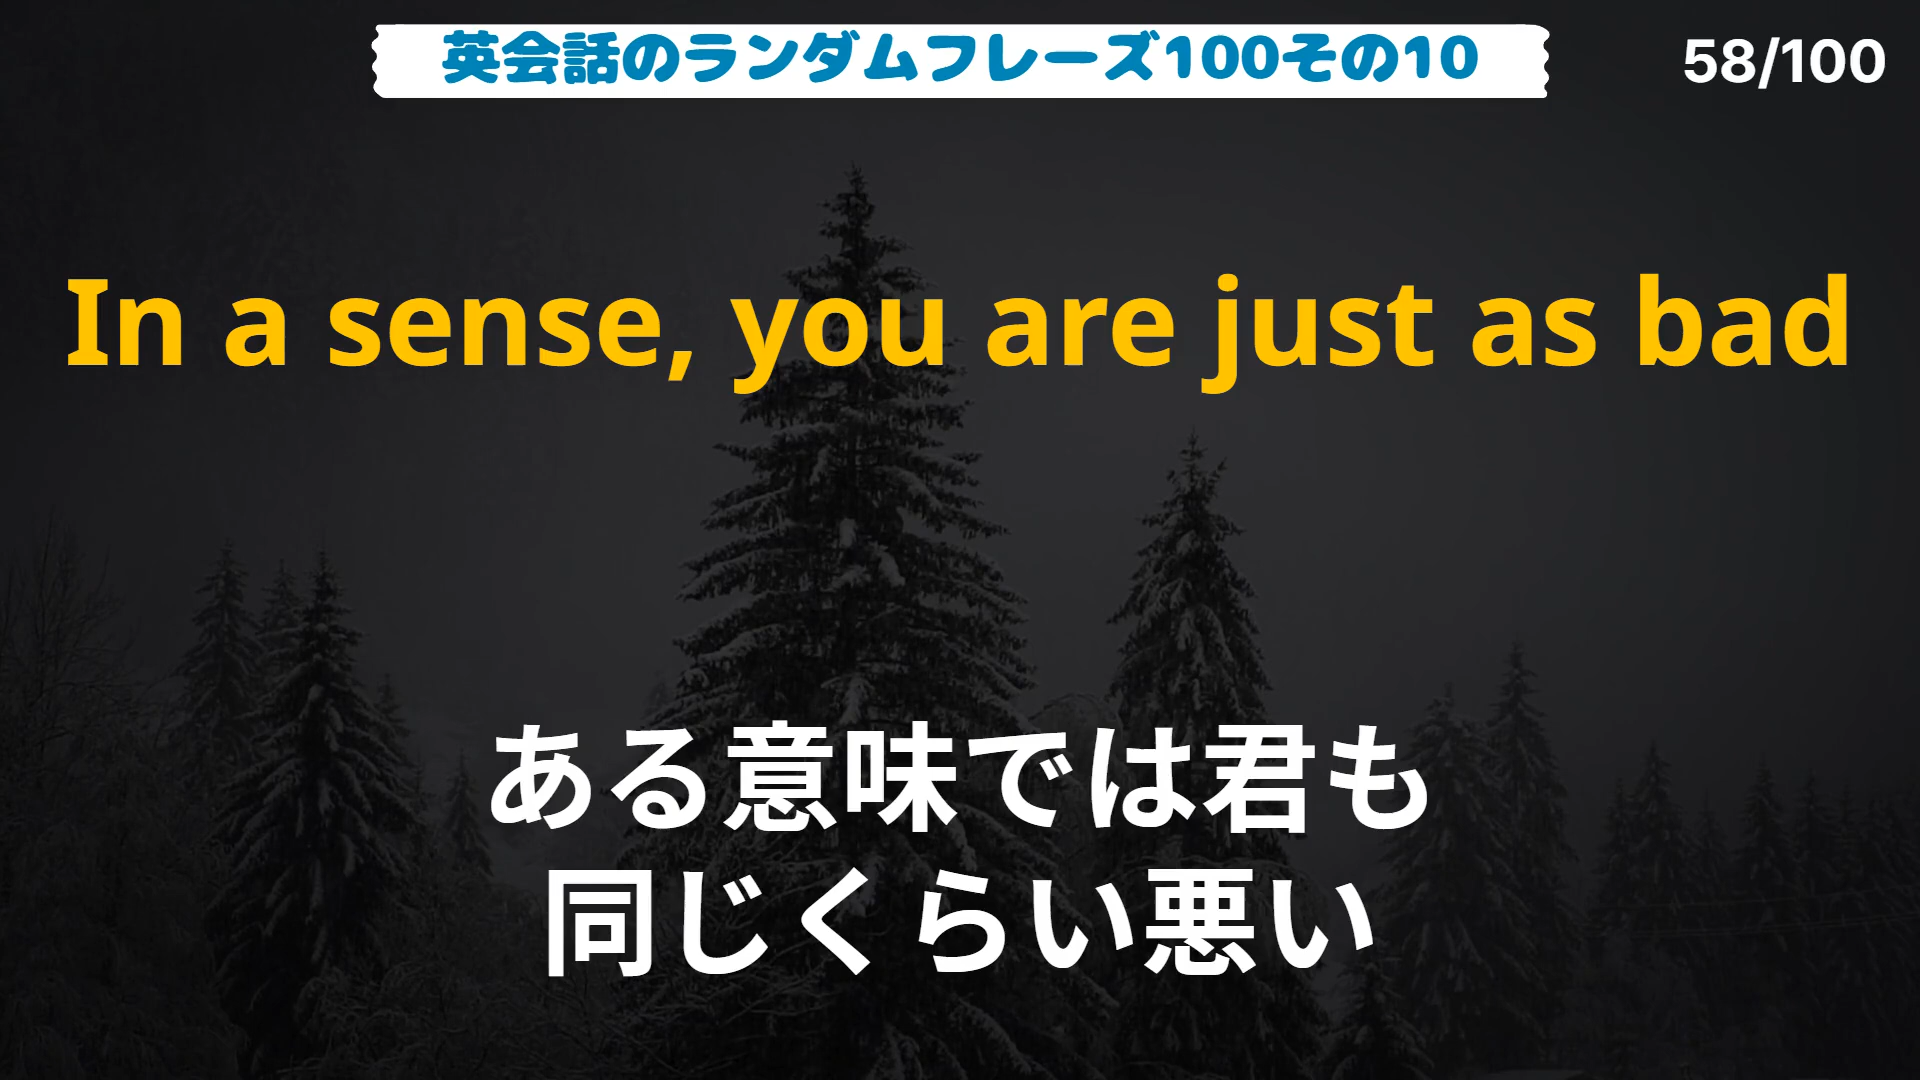 英会話のランダムフレーズ100その10
58/100
In a sense, you are just as bad
ある意味では君も
同じくらい悪い